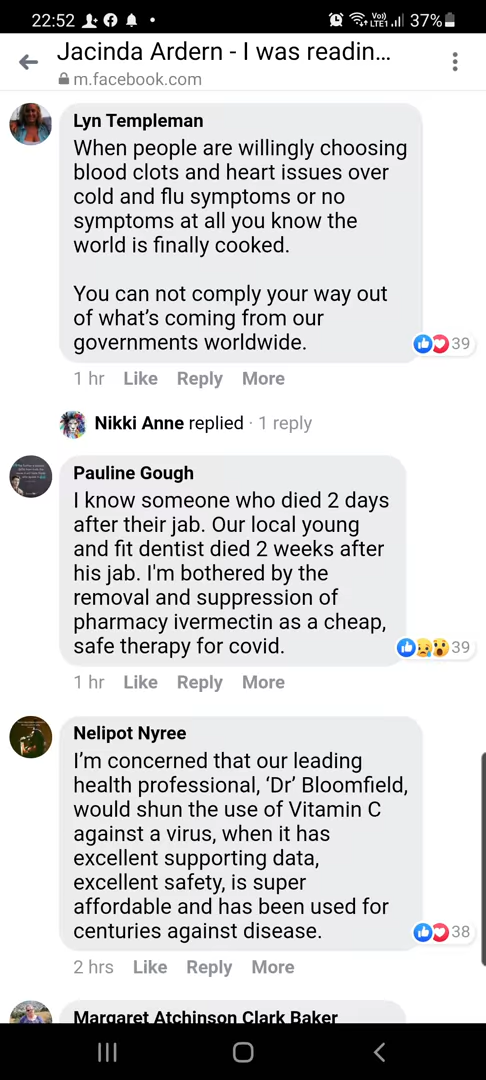 22:52 37%
Jacinda Ardern - I was readin...
m.facebook.com
Lyn Templeman
When people are willingly choosing
blood clots and heart issues over
cold and flu symptoms or no
symptoms at all you know the
world is finally cooked.
You can not comply your way out
of what's coming from our
governments worldwide.
39
1 hr Like Reply More
Nikki Anne replied · 1 reply
Pauline Gough
I know someone who died 2 days
after their jab. Our local young
and fit dentist died 2 weeks after
his jab. I'm bothered by the
removal and suppression of
pharmacy ivermectin as a cheap,
safe therapy for covid.
39
1 hr Like Reply More
Nelipot Nyree
I'm concerned that our leading
health professional, 'Dr' Bloomfield,
would shun the use of Vitamin C
against a virus, when it has
excellent supporting data,
excellent safety, is super
affordable and has been used for
centuries against disease.
38
2 hrs Like Reply More
Margaret Atchinson Clark Baker